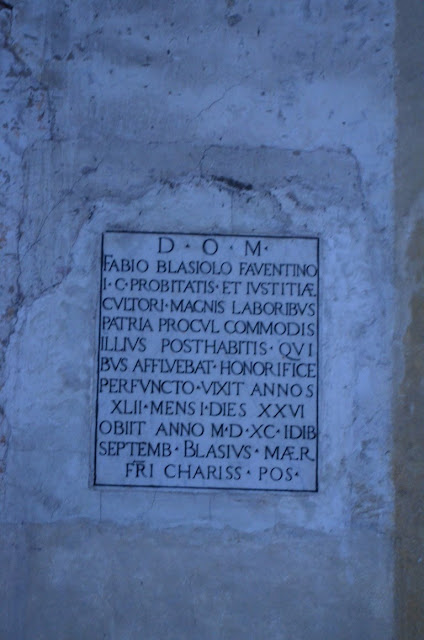 D·O·M·
FABIO BLASIOLO FAVENTINO
I·C·PROBITATIS·ET IVSTITIÆ
CVLTORI·MAGNIS LABORIBVS
PATRIA PROCVL COMMODIS
ILLIVS POSTHABITIS·QVI
BVS AFFLVEBAT·HONORIFICE
PERFVNCTO·VIXIT ANNOS
XLII·MENS I·DIES XXVI
OBIIT ANNO M·D·XC·IDIB
SEPTEMB·BLASIVS·MÆR·
FR̄I CHARISS·POS·